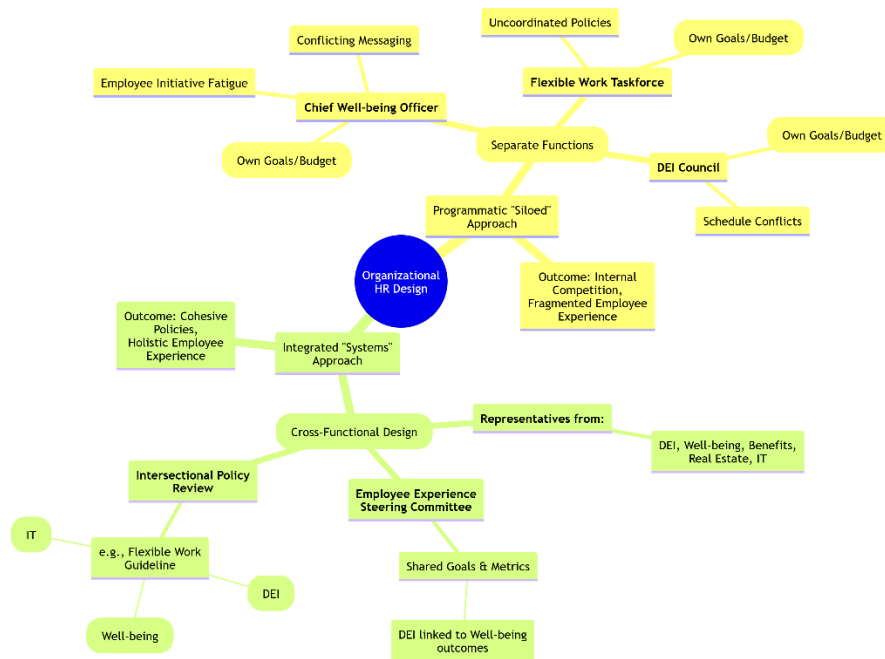 Conflicting Messaging
Uncoordinated Policies
Own Goals/Budget
Employee Initiative Fatigue
Flexible Work Taskforce
Chief Well-being Officer
Own Goals/Budget
Separate Functions
Own Goals/Budget
DEI Council
Schedule Conflicts
Programmatic "Siloed"
Approach
Organizational
HR Design
Outcome: Internal
Competition,
Fragmented Employee
Experience
Outcome: Cohesive
Policies,
Holistic Employee
Experience
Integrated "Systems"
Approach
Cross-Functional Design
Representatives from:
DEI, Well-being, Benefits,
Real Estate, IT
Intersectional Policy
Review
Employee Experience
Steering Committee
IT
e.g., Flexible Work
Guideline
DEI
Well-being
Shared Goals & Metrics
DEI linked to Well-being
outcomes